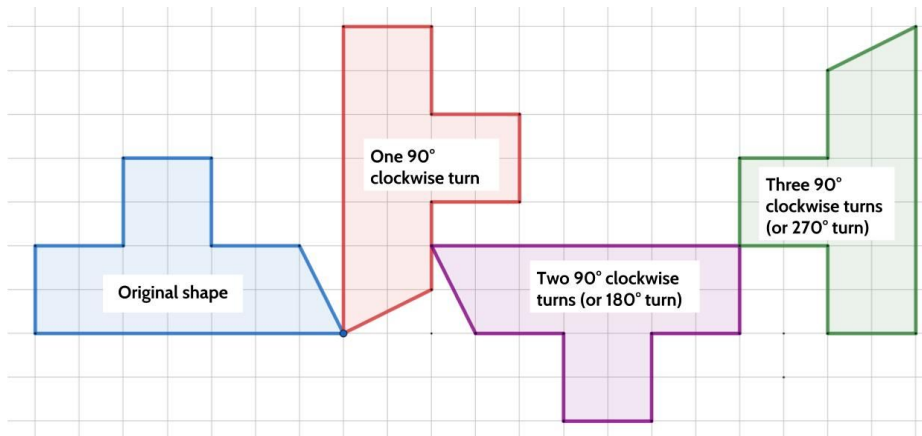 Original shape
One 90°
clockwise turn
Two 90° clockwise
turns (or 180° turn)
Three 90°
clockwise turns
(or 270° turn)